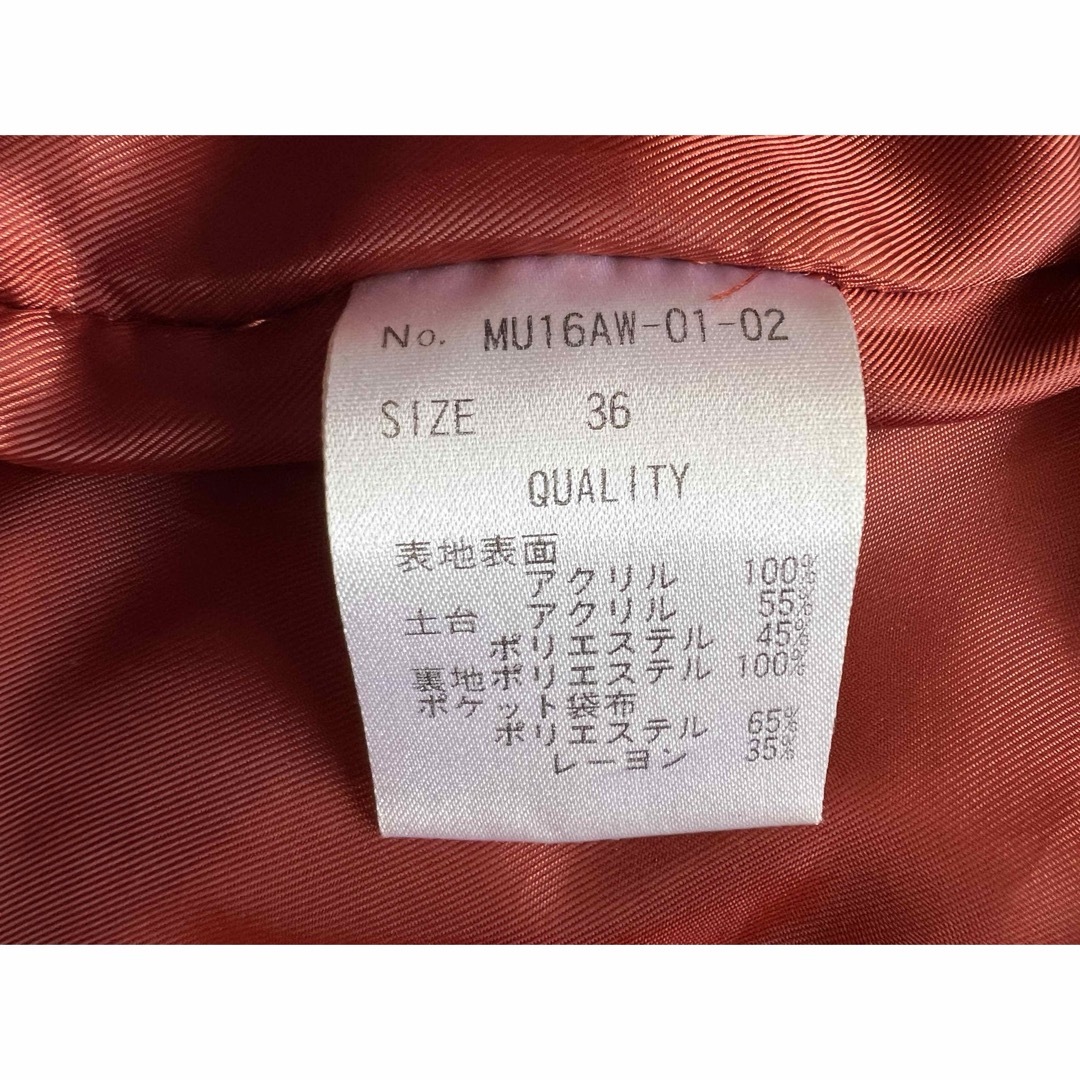 No. MU16AW-01-02
SIZE 36
QUALITY
表地表面
アクリル 100%
土台 アクリル 55%
ポリエステル 45%
裏地ポリエステル 100%
ポケット袋布
ポリエステル 65%
レーヨン 35%